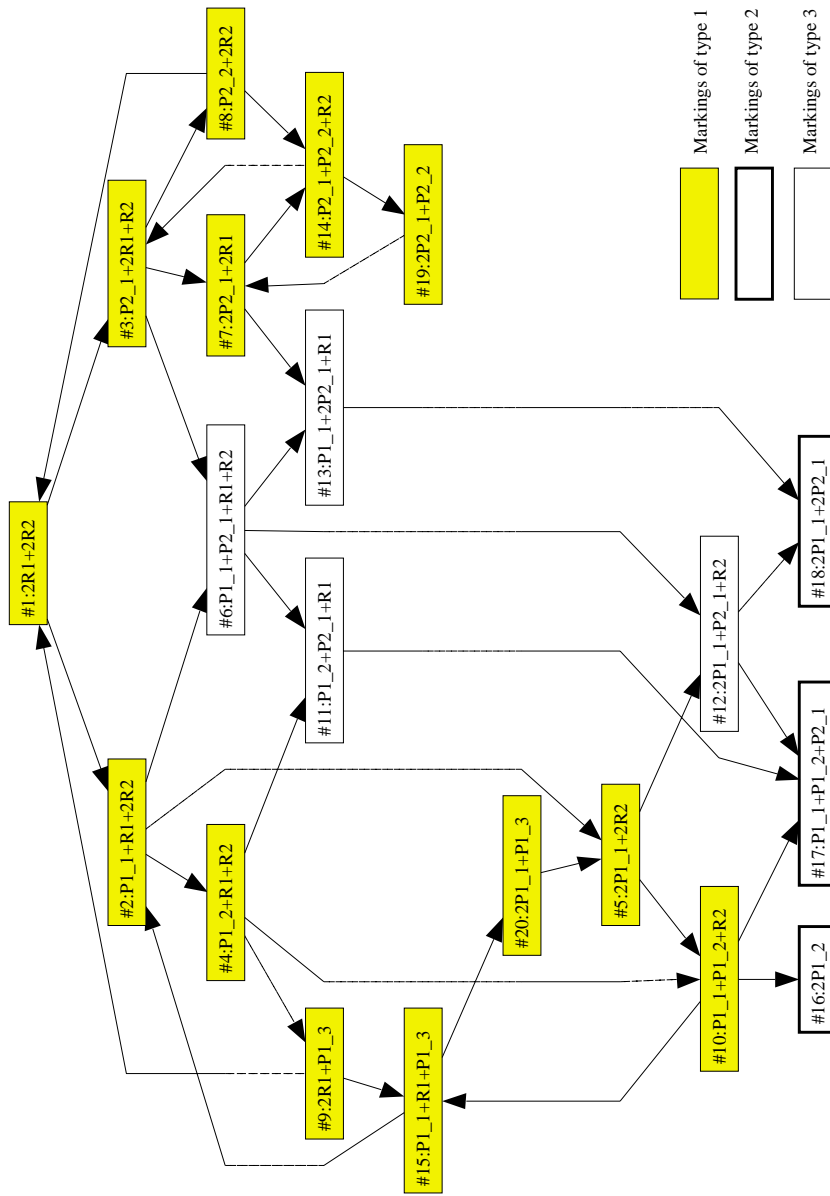 #1:2R1+2R2
#2:P1_1+R1+2R2
#3:P2_1+2R1+R2
#4:P1_2+R1+R2
#6:P1_1+P2_1+R1+R2
#7:2P2_1+2R1
#8:P2_2+2R2
#9:2R1+P1_3
#11:P1_2+P2_1+R1
#13:P1_1+2P2_1+R1
#14:P2_1+P2_2+R2
#15:P1_1+R1+P1_3
#19:2P2_1+P2_2
#20:2P1_1+P1_3
#5:2P1_1+2R2
#10:P1_1+P1_2+R2
#12:2P1_1+P2_1+R2
#16:2P1_2
#17:P1_1+P1_2+P2_1
#18:2P1_1+2P2_1
Markings of type 1
Markings of type 2
Markings of type 3